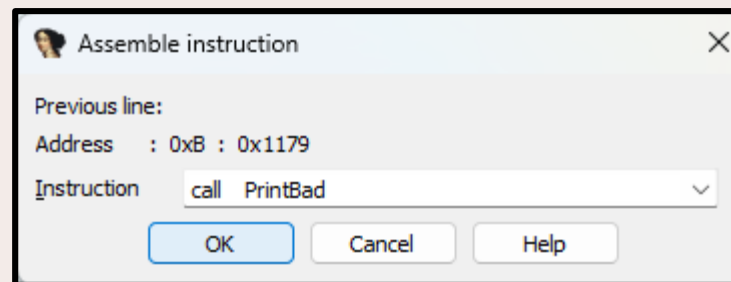 Assemble instruction
Previous line:
Address : 0xB : 0x1179
Instruction call PrintBad
OK Cancel Help